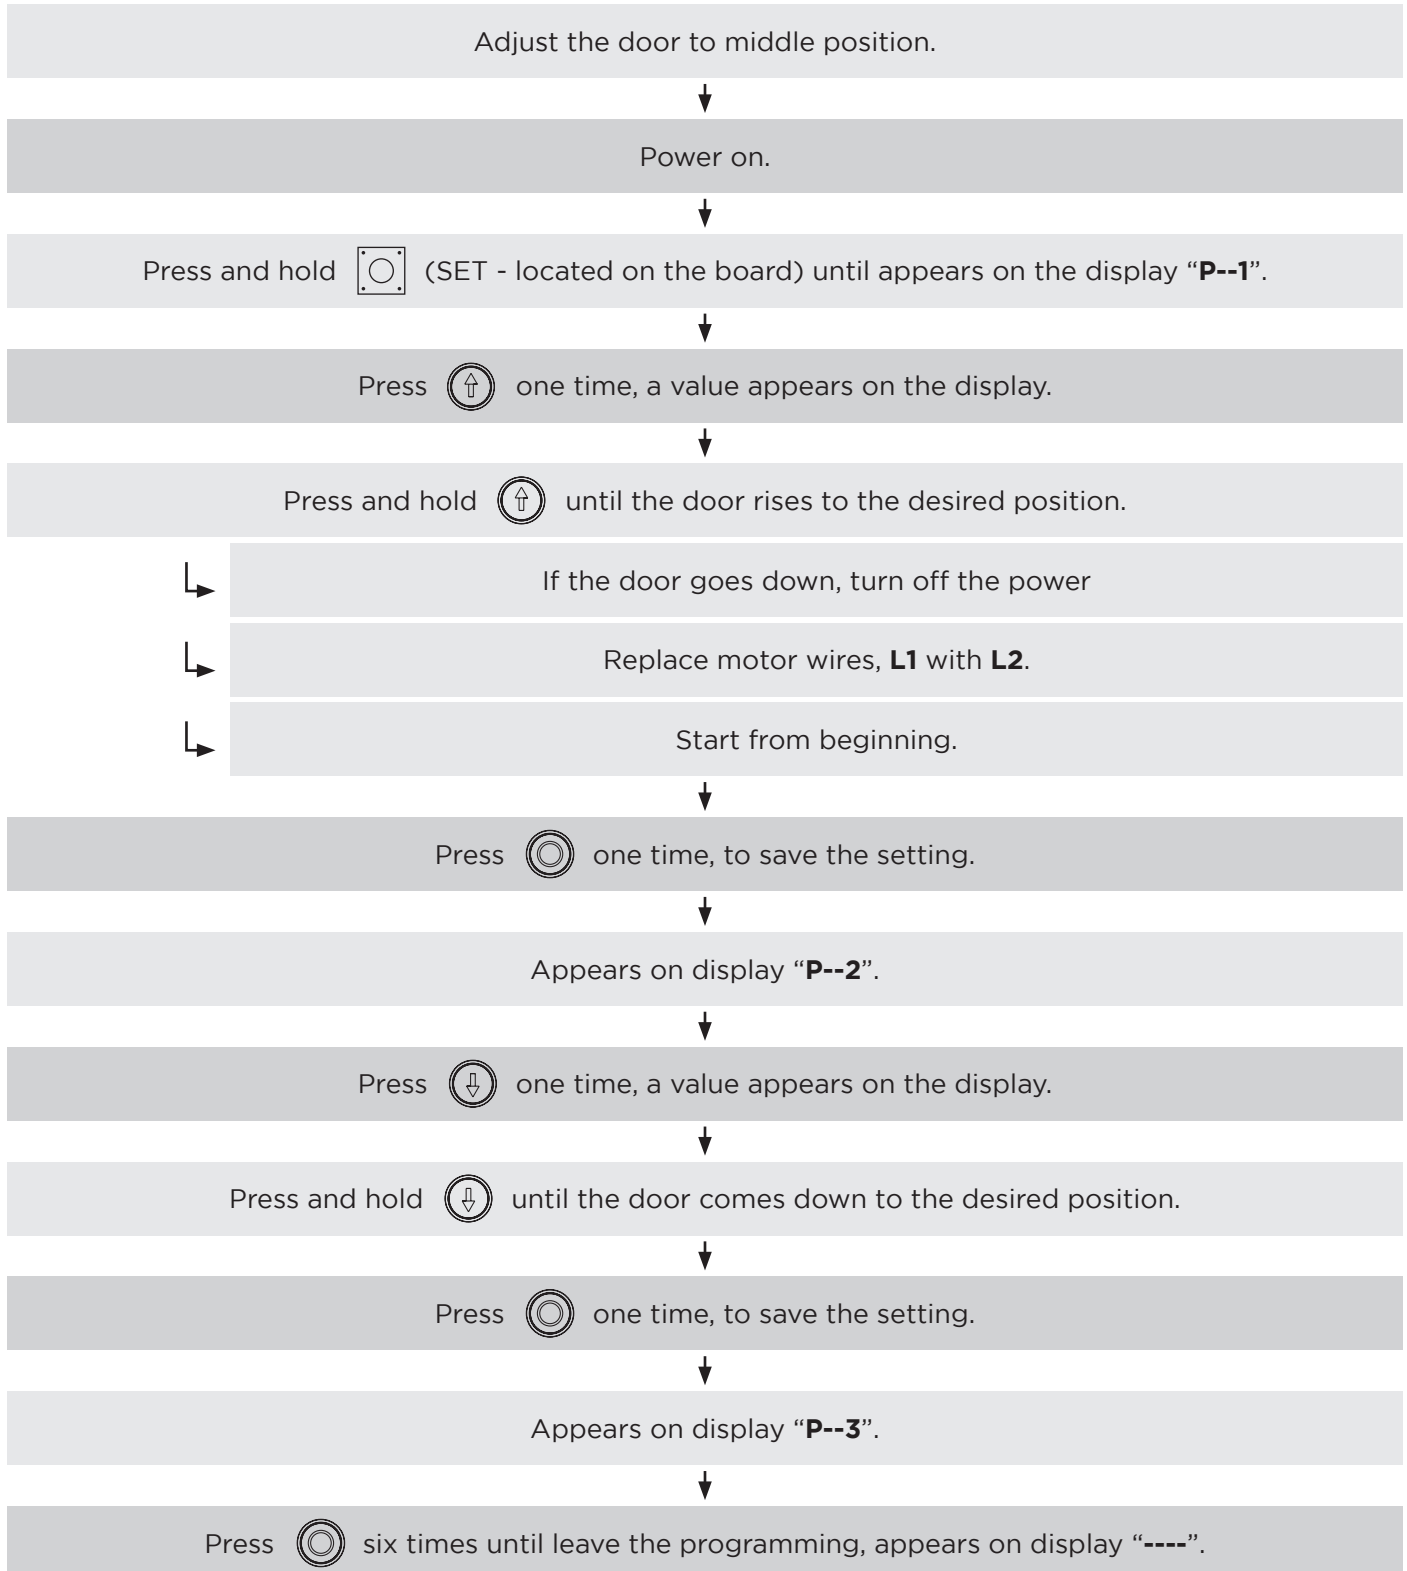 Adjust the door to middle position.
Power on.
Press and hold (SET - located on the board) until appears on the display “P--1”.
Press one time, a value appears on the display.
Press and hold until the door rises to the desired position.
If the door goes down, turn off the power
Replace motor wires, L1 with L2.
Start from beginning.
Press one time, to save the setting.
Appears on display “P--2”.
Press one time, a value appears on the display.
Press and hold until the door comes down to the desired position.
Press one time, to save the setting.
Appears on display “P--3”.
Press six times until leave the programming, appears on display “----”.